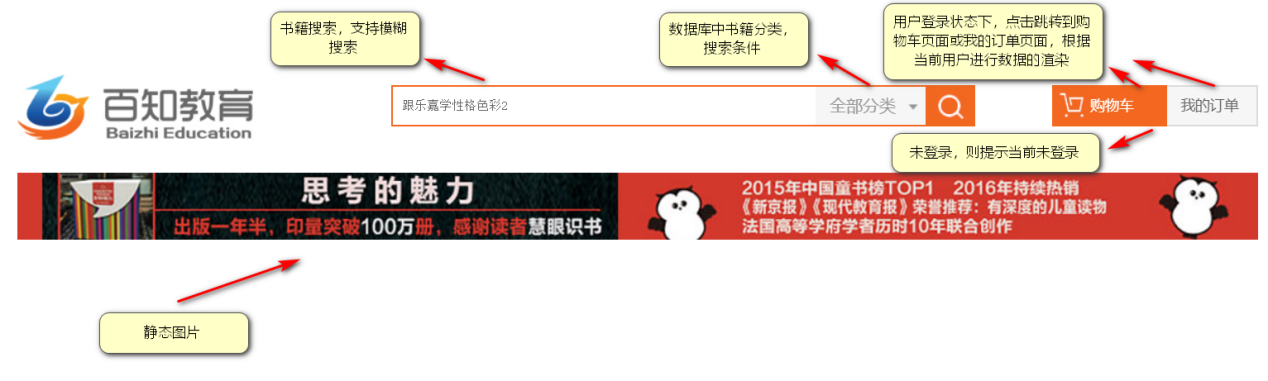 书籍搜索，支持模糊
搜索
数据库中书籍分类，
搜索条件
用户登录状态下，点击跳转到购
物车页面或我的订单页面，根据
当前用户进行数据的渲染
百知教育
Baizhi Education
跟乐嘉学性格色彩2
全部分类
购物车
我的订单
未登录，则提示当前未登录
思考的魅力
出版一年半，印量突破100万册，感谢读者慧眼识书
2015年中国童书榜TOP1 2016年持续热销
《新京报》《现代教育报》荣誉推荐：有深度的儿童读物
法国高等学府学者历时10年联合创作
静态图片